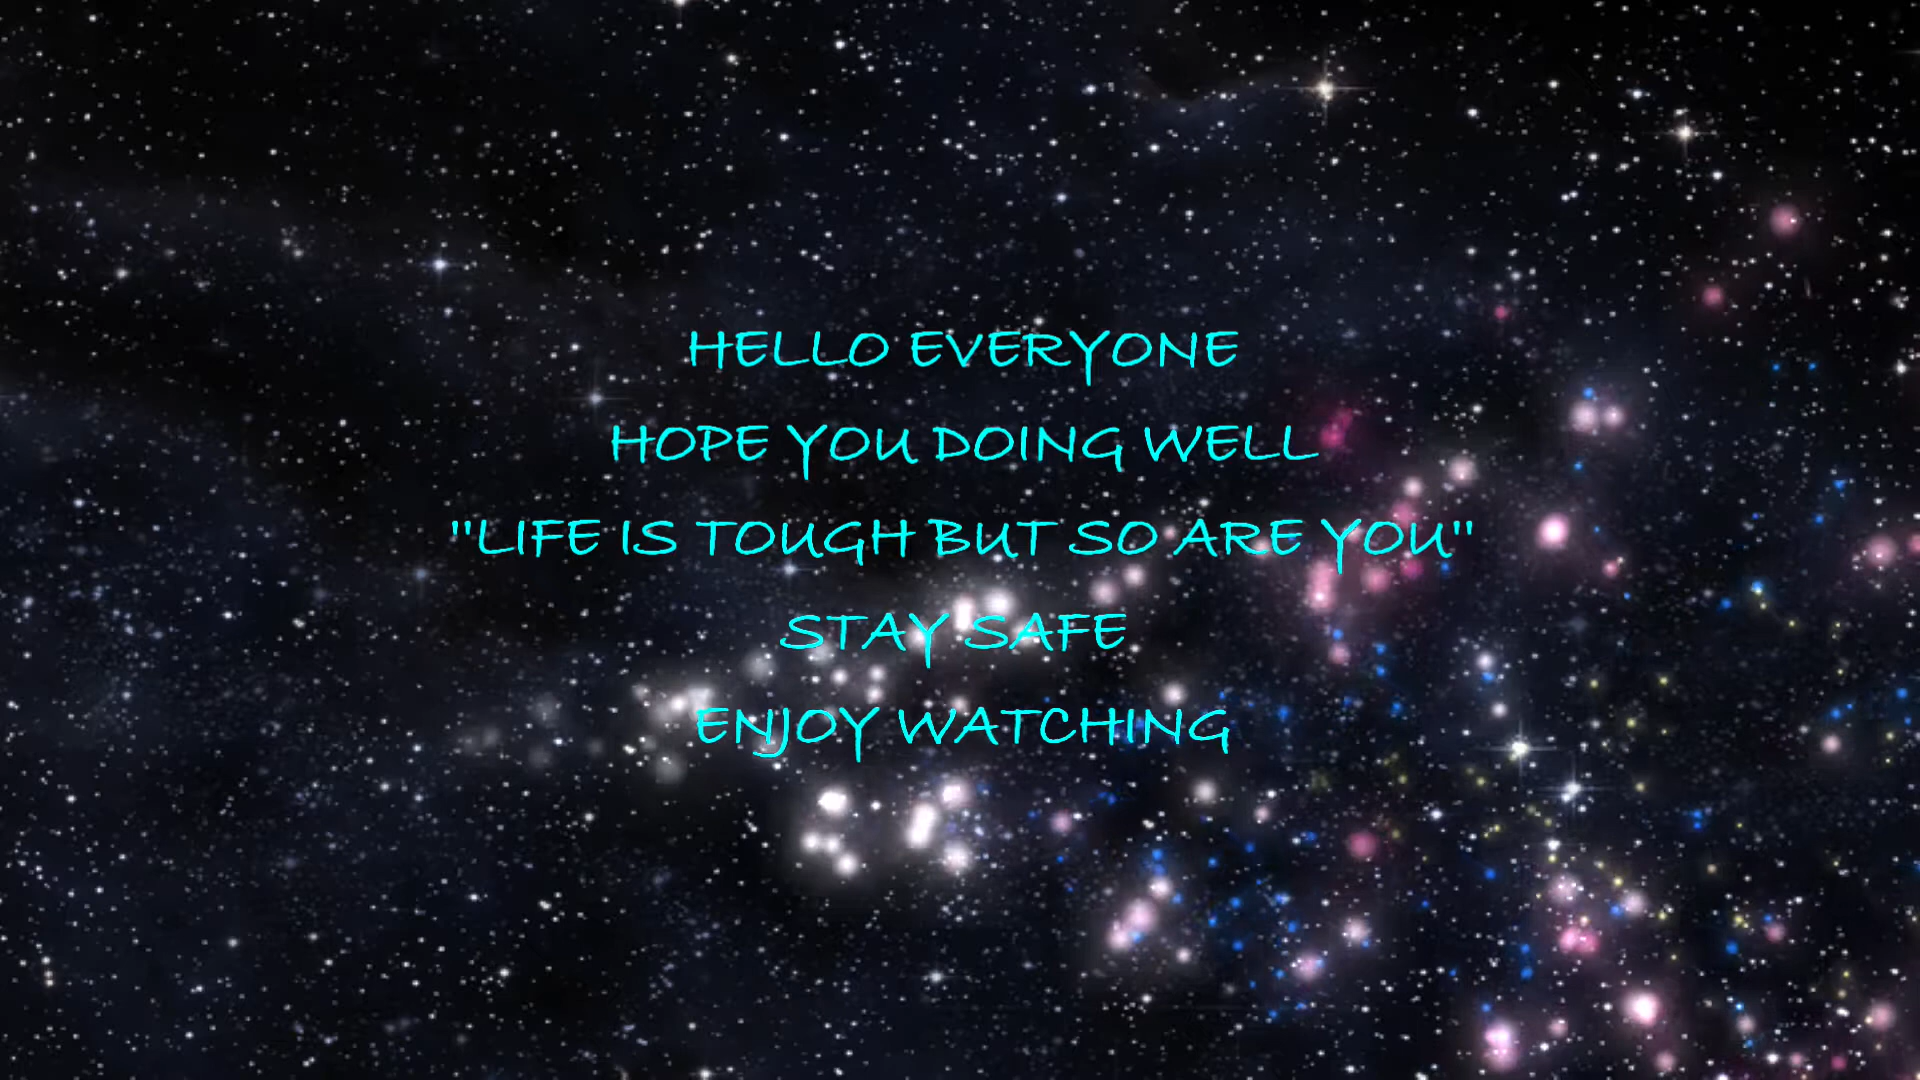 HELLO EVERYONE
HOPE YOU DOING WELL
"LIFE IS TOUGH BUT SO ARE YOU"
STAY SAFE
ENJOY WATCHING